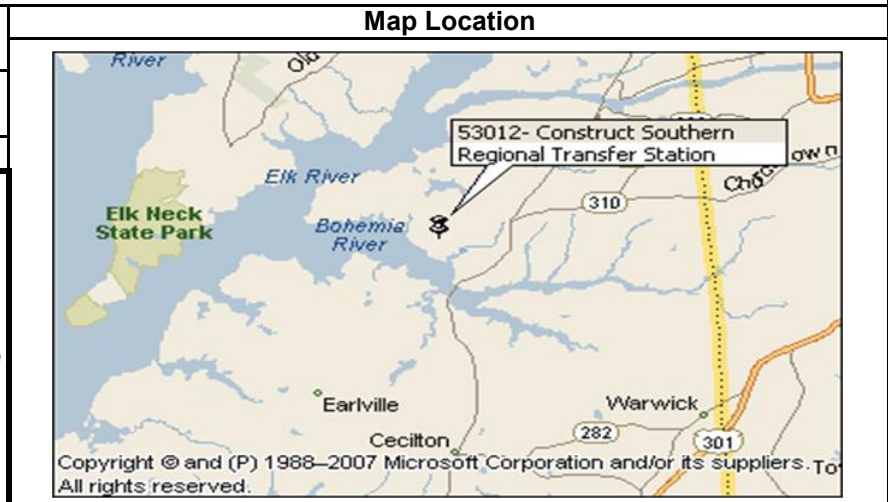 Map Location
River
Old
53012- Construct Southern
Regional Transfer Station
Elk River
310
Elk Neck
State Park
Bohemia
River
Earlville
Warwick
Cecilton
282
301
Copyright © and (P) 1988–2007 Microsoft Corporation and/or its suppliers.
All rights reserved.